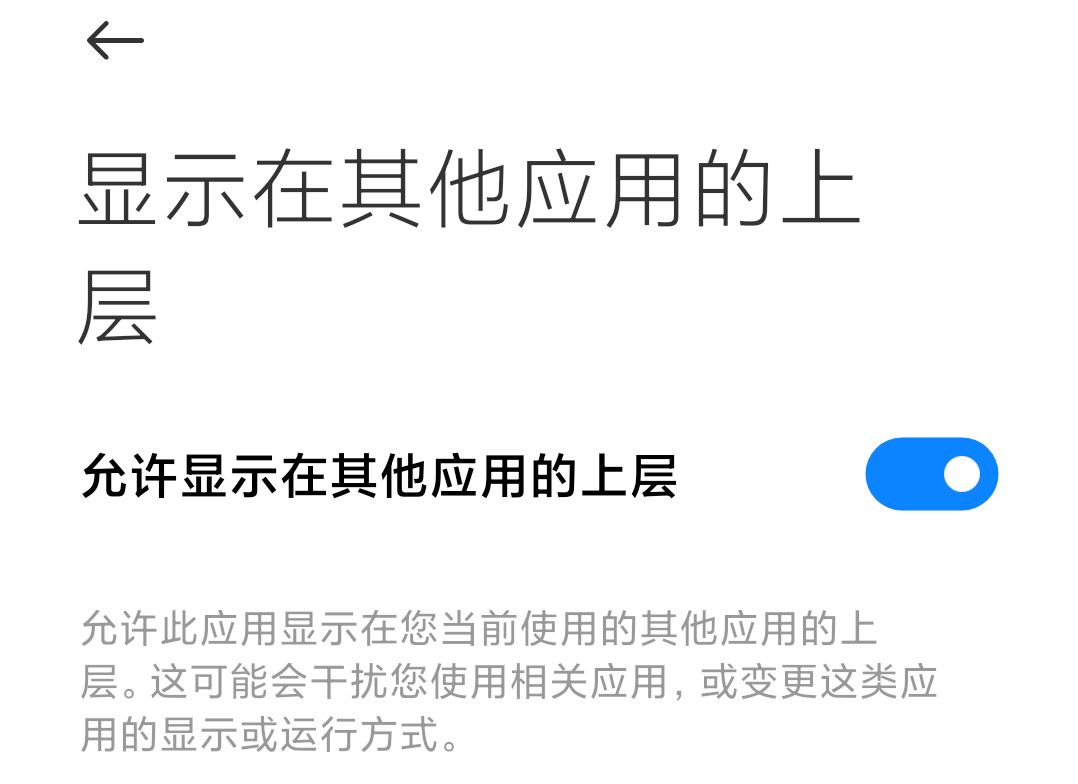 显示在其他应用的上
层
允许显示在其他应用的上层
允许此应用显示在您当前使用的其他应用的上
层。这可能会干扰您使用相关应用，或变更这类应
用的显示或运行方式。